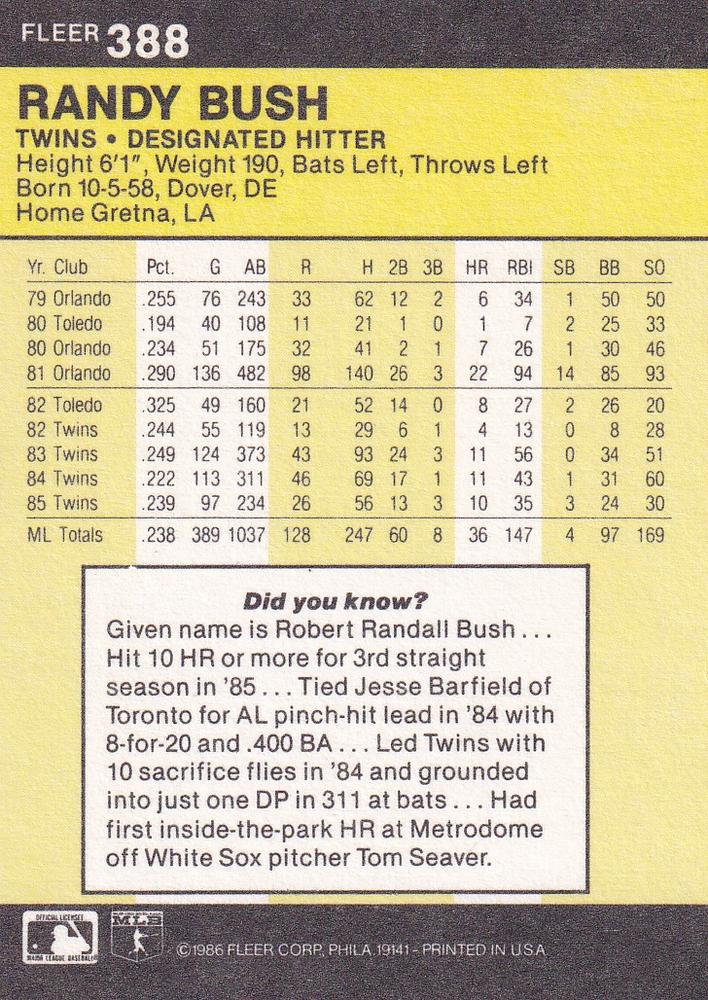 FLEER 388
RANDY BUSH
TWINS • DESIGNATED HITTER
Height 6'1", Weight 190, Bats Left, Throws Left
Born 10-5-58, Dover, DE
Home Gretna, LA
Yr. Club Pct. G AB R H 2B 3B HR RBI SB BB SO
79 Orlando .255 76 243 33 62 12 2 6 34 1 50 50
80 Toledo .194 40 108 11 21 1 0 1 7 2 25 33
80 Orlando .234 51 175 32 41 2 1 7 26 1 30 46
81 Orlando .290 136 482 98 140 26 3 22 94 14 85 93
82 Toledo .325 49 160 21 52 14 0 8 27 2 26 20
82 Twins .244 55 119 13 29 6 1 4 13 0 8 28
83 Twins .249 124 373 43 93 24 3 11 56 0 34 51
84 Twins .222 113 311 46 69 17 1 11 43 1 31 60
85 Twins .239 97 234 26 56 13 3 10 35 3 24 30
ML Totals .238 389 1037 128 247 60 8 36 147 4 97 169
Did you know?
Given name is Robert Randall Bush...
Hit 10 HR or more for 3rd straight
season in '85... Tied Jesse Barfield of
Toronto for AL pinch-hit lead in '84 with
8-for-20 and .400 BA... Led Twins with
10 sacrifice flies in '84 and grounded
into just one DP in 311 at bats... Had
first inside-the-park HR at Metrodome
off White Sox pitcher Tom Seaver.
OFFICIAL LICENSEE
MAJOR LEAGUE BASEBALL
MLB
©1986 FLEER CORP., PHILA. 19141 - PRINTED IN U.S.A.